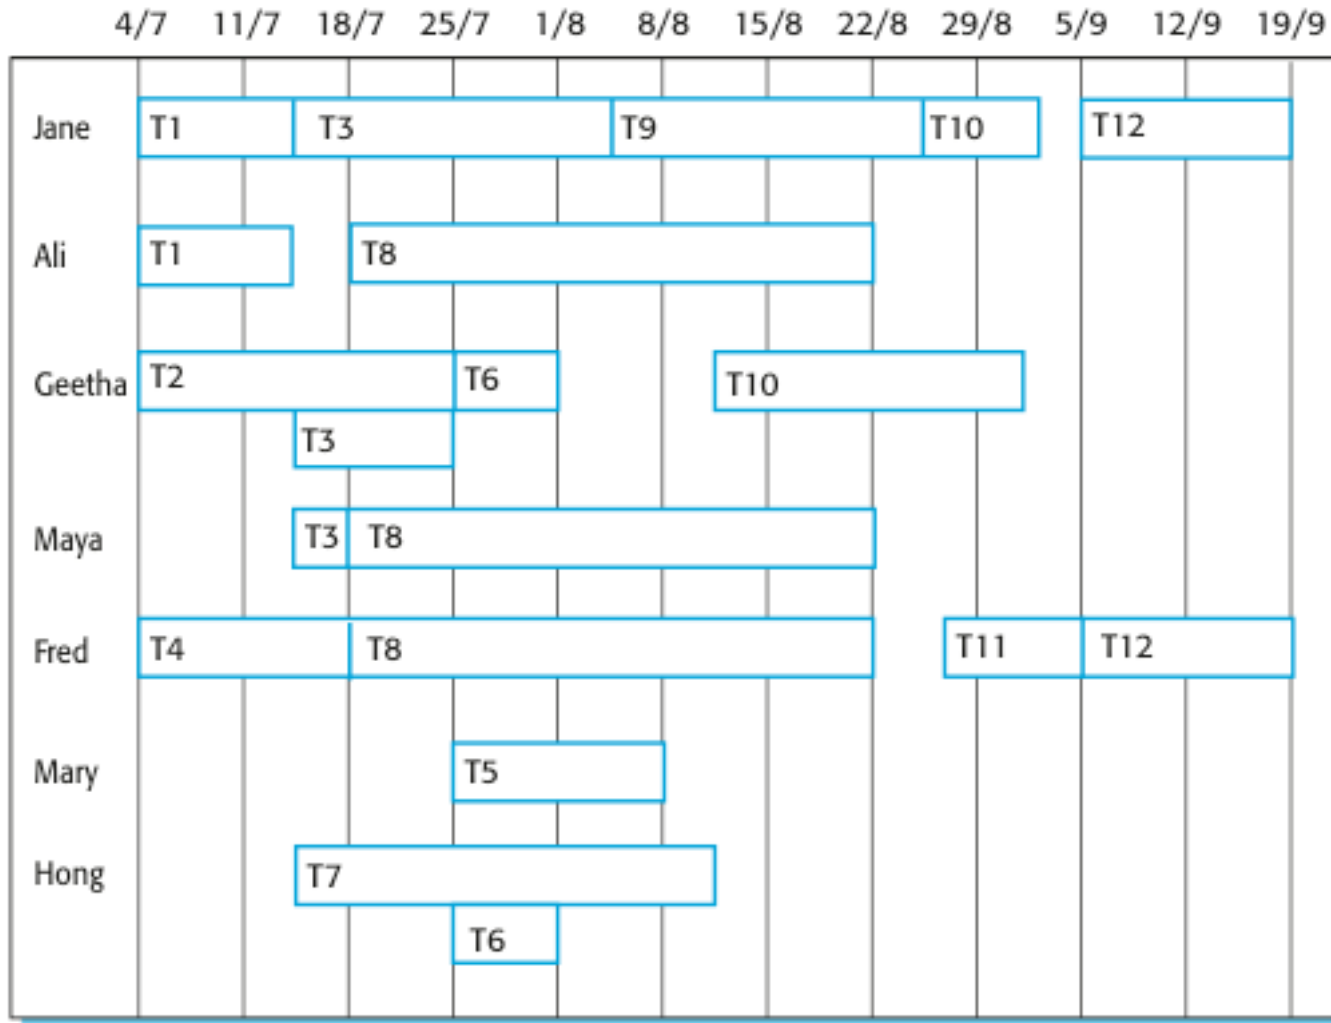 4/7 11/7 18/7 25/7 1/8 8/8 15/8 22/8 29/8 5/9 12/9 19/9
Jane T1 T3 T9 T10 T12
Ali T1 T8
Geetha T2 T6 T10
T3
Maya T3 T8
Fred T4 T8 T11 T12
Mary T5
Hong T7
T6